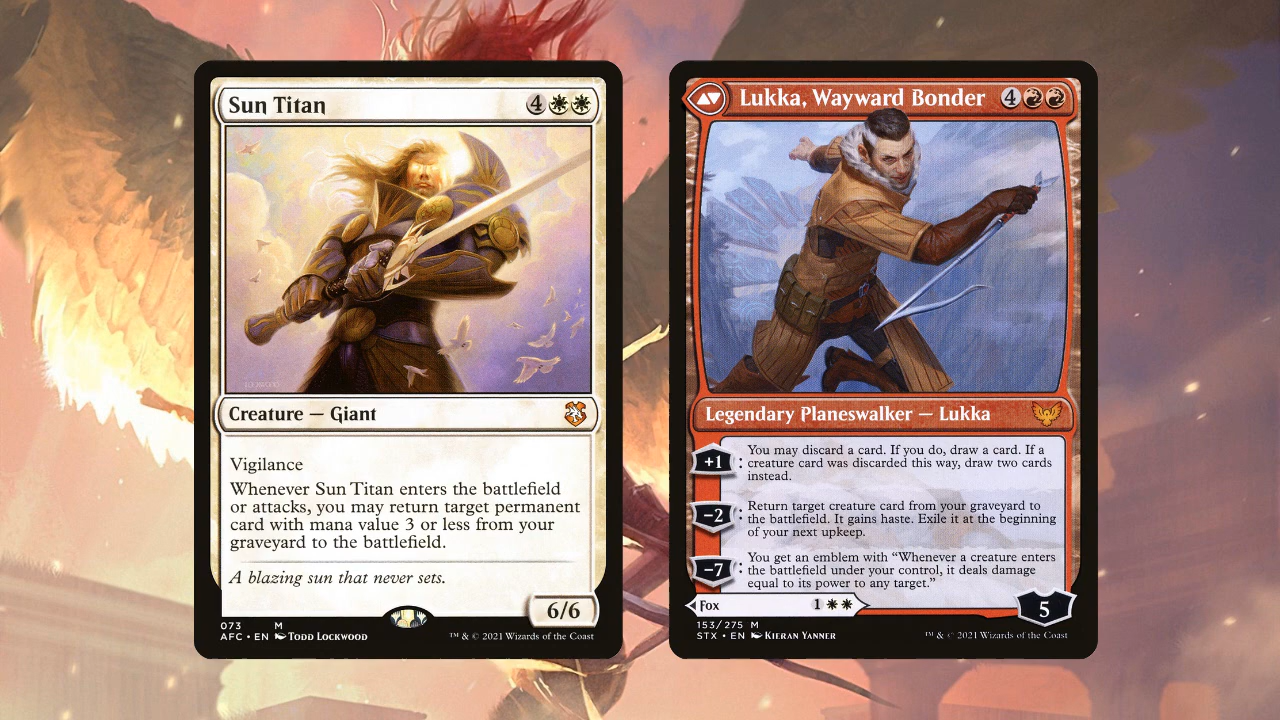 Sun Titan
4
Creature — Giant
Vigilance
Whenever Sun Titan enters the battlefield
or attacks, you may return target permanent
card with mana value 3 or less from your
graveyard to the battlefield.
A blazing sun that never sets.
6/6
073 M
AFC • EN Todd Lockwood
™ & © 2021 Wizards of the Coast
Lukka, Wayward Bonder
4
Legendary Planeswalker — Lukka
+1 : You may discard a card. If you do, draw a card. If a
creature card was discarded this way, draw two cards
instead.
−2 : Return target creature card from your graveyard to
the battlefield. It gains haste. Exile it at the beginning
of your next upkeep.
−7 : You get an emblem with “Whenever a creature enters
the battlefield under your control, it deals damage
equal to its power to any target.”
Fox 1
5
153/275 M
STX • EN Kieran Yanner
™ & © 2021 Wizards of the Coast